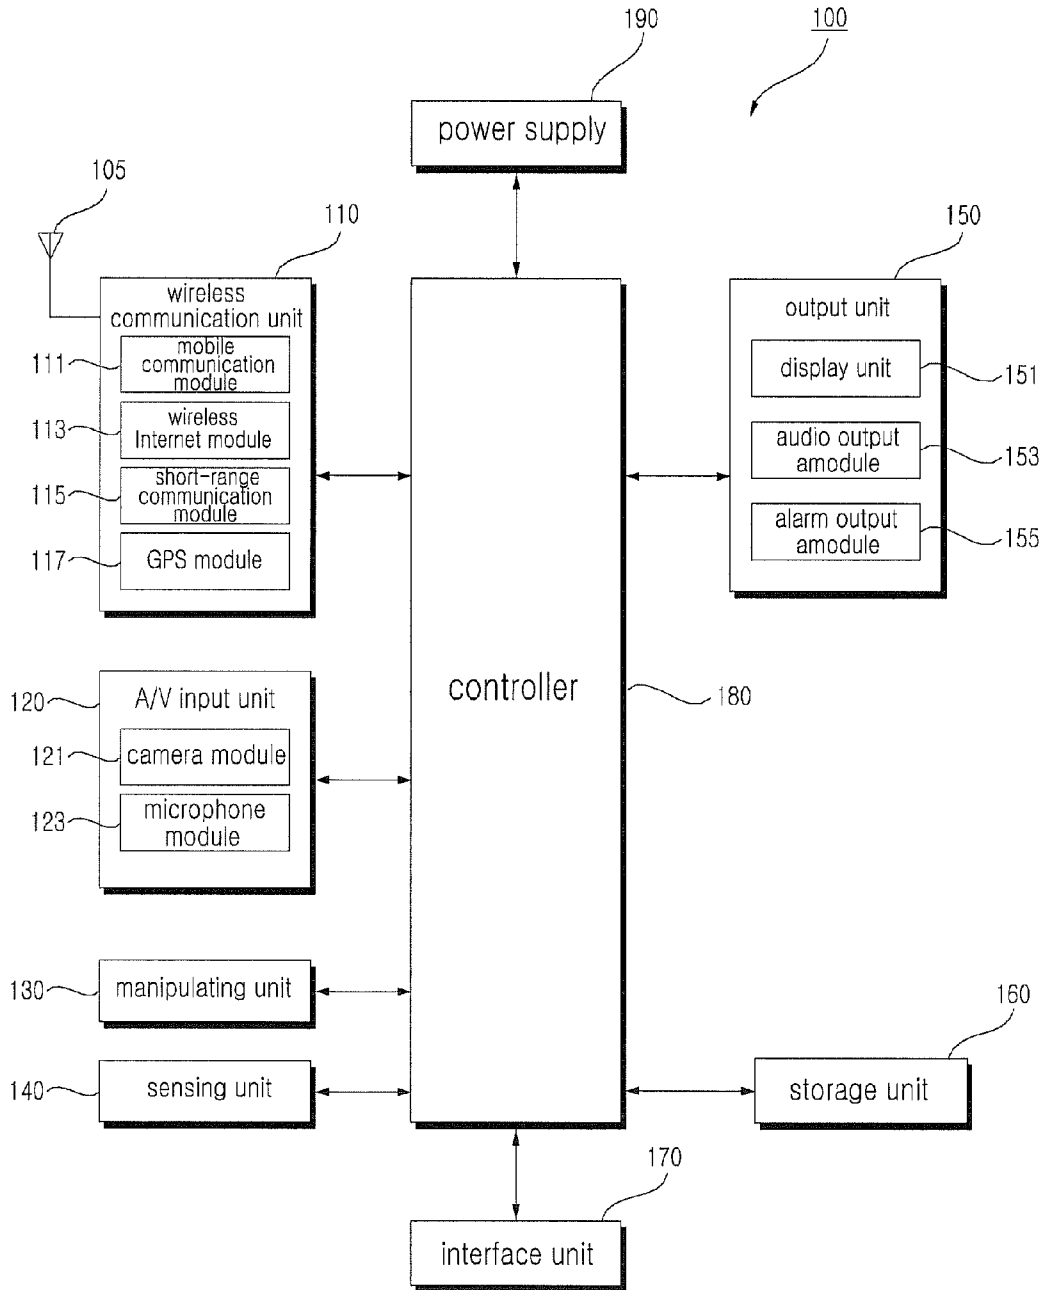 190
100
power supply
105
110
150
wireless
communication unit
output unit
111
mobile
communication
module
display unit
151
113
wireless
Internet module
audio output
amodule
153
115
short-range
communication
module
alarm output
amodule
155
117
GPS module
controller
180
120
A/V input unit
121
camera module
123
microphone
module
130
manipulating unit
160
140
sensing unit
storage unit
170
interface unit